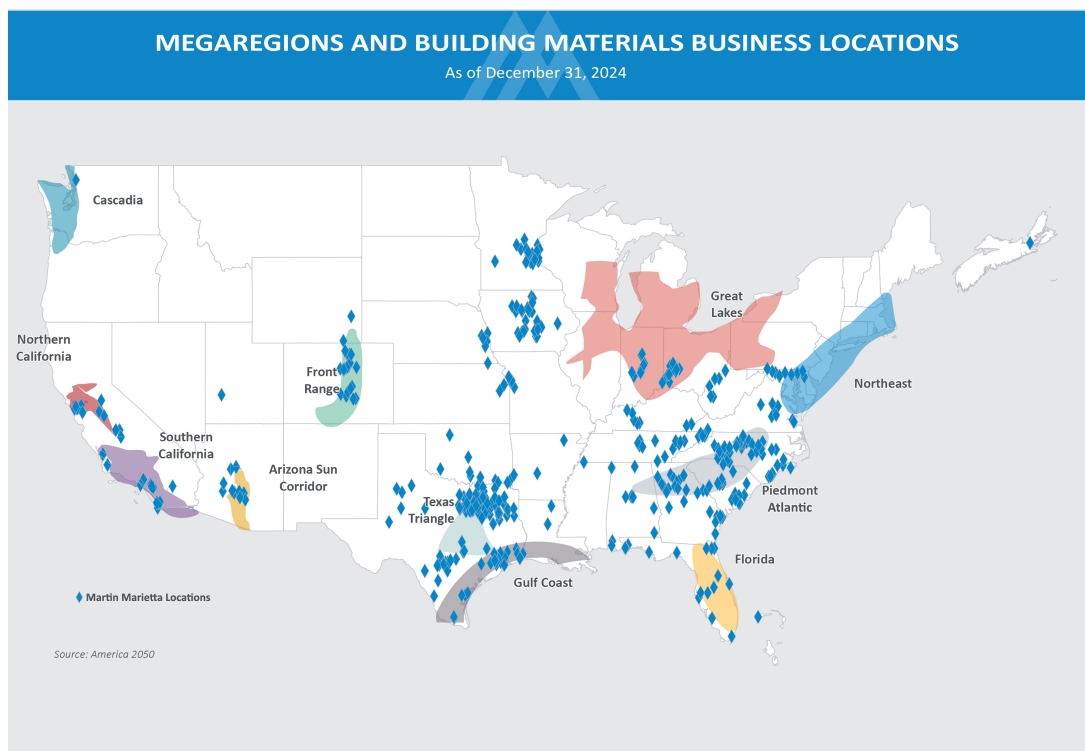 MEGAREGIONS AND BUILDING MATERIALS BUSINESS LOCATIONS
As of December 31, 2024
Cascadia
Great
Lakes
Northern
California
Front
Range
Northeast
Southern
California
Arizona Sun
Corridor
Texas
Triangle
Piedmont
Atlantic
Florida
Gulf Coast
Martin Marietta Locations
Source: America 2050